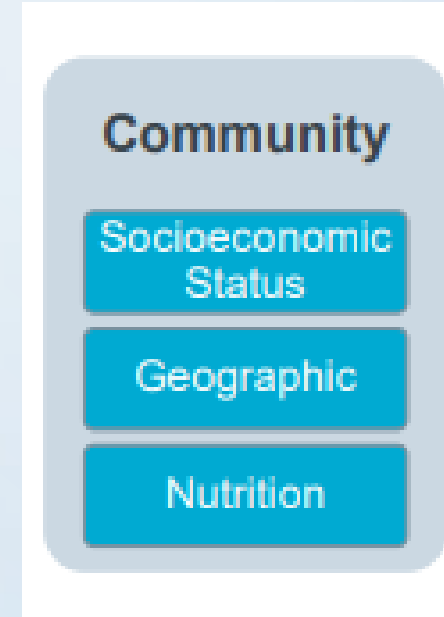 Community
Socioeconomic
Status
Geographic
Nutrition